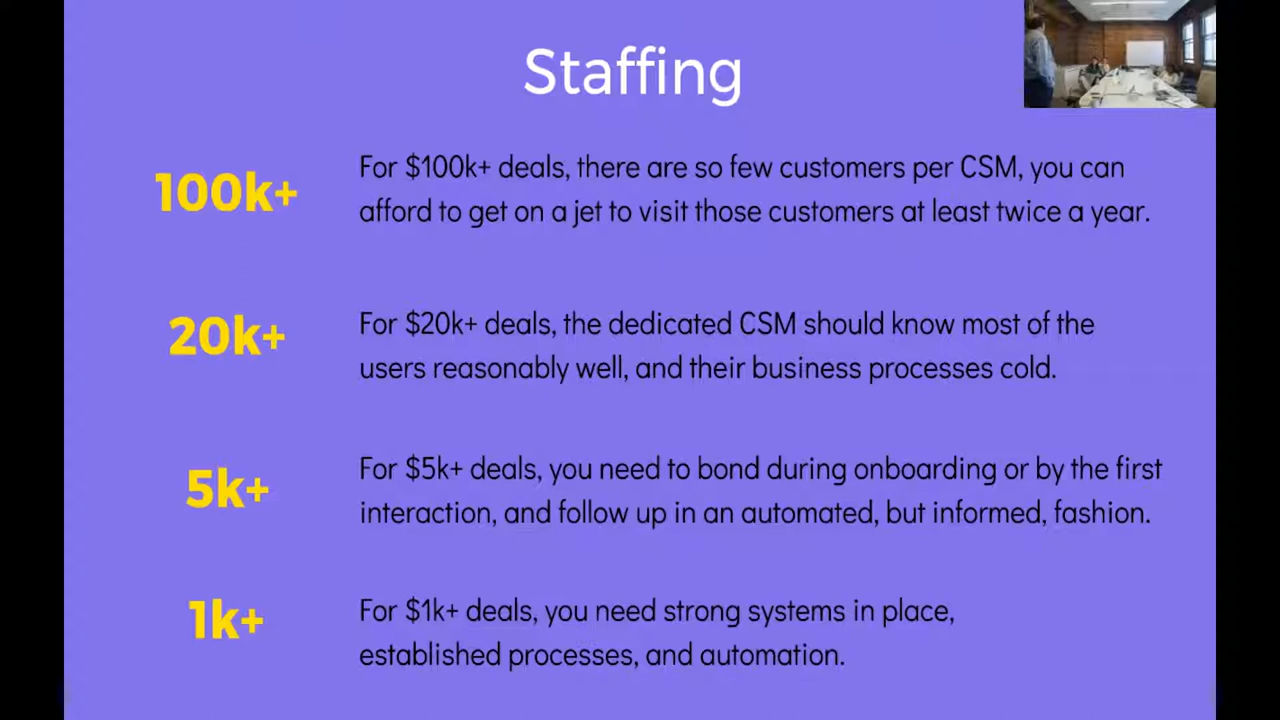 Staffing
100k+
For $100k+ deals, there are so few customers per CSM, you can
afford to get on a jet to visit those customers at least twice a year.
20k+
For $20k+ deals, the dedicated CSM should know most of the
users reasonably well, and their business processes cold.
5k+
For $5k+ deals, you need to bond during onboarding or by the first
interaction, and follow up in an automated, but informed, fashion.
1k+
For $1k+ deals, you need strong systems in place,
established processes, and automation.